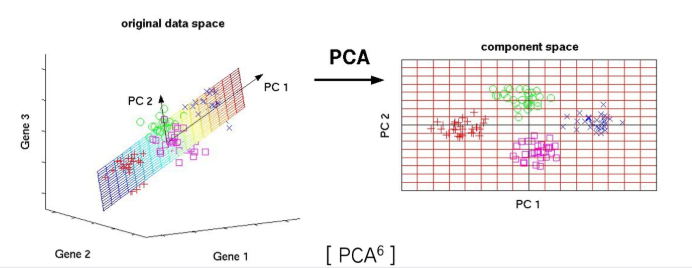 original data space
PCA
component space
PC 1
PC 2
Gene 3
PC 2
Gene 2
Gene 1
PC 1
[ PCA⁶ ]